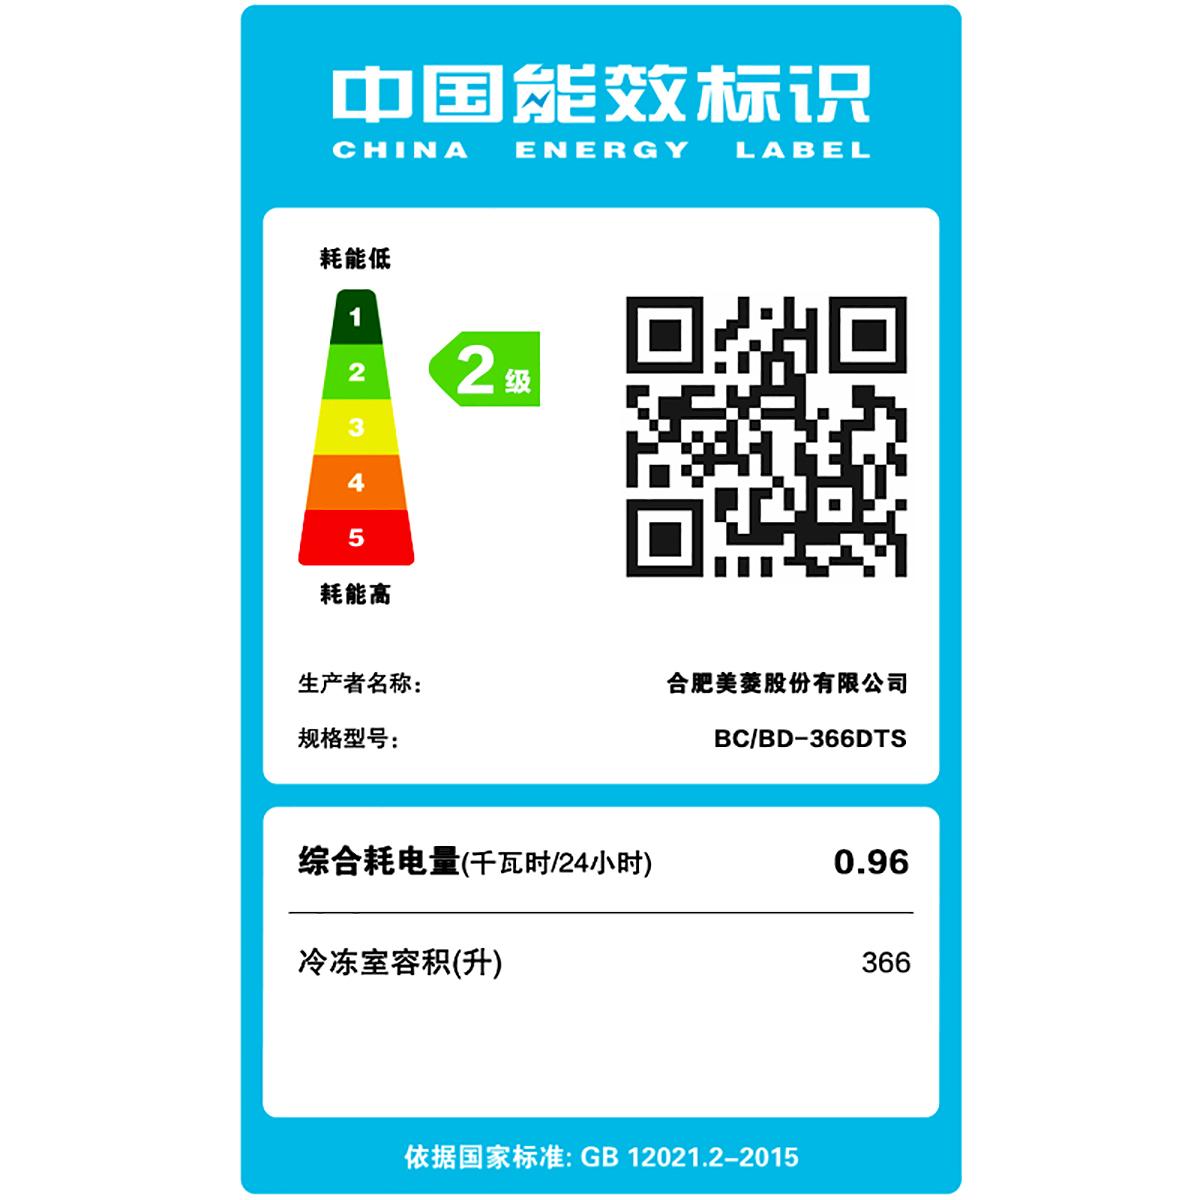 中国能效标识
CHINA ENERGY LABEL
耗能低
1
2
3
4
5
2级
耗能高
生产者名称： 合肥美菱股份有限公司
规格型号： BC/BD-366DTS
综合耗电量(千瓦时/24小时) 0.96
冷冻室容积(升) 366
依据国家标准: GB 12021.2-2015